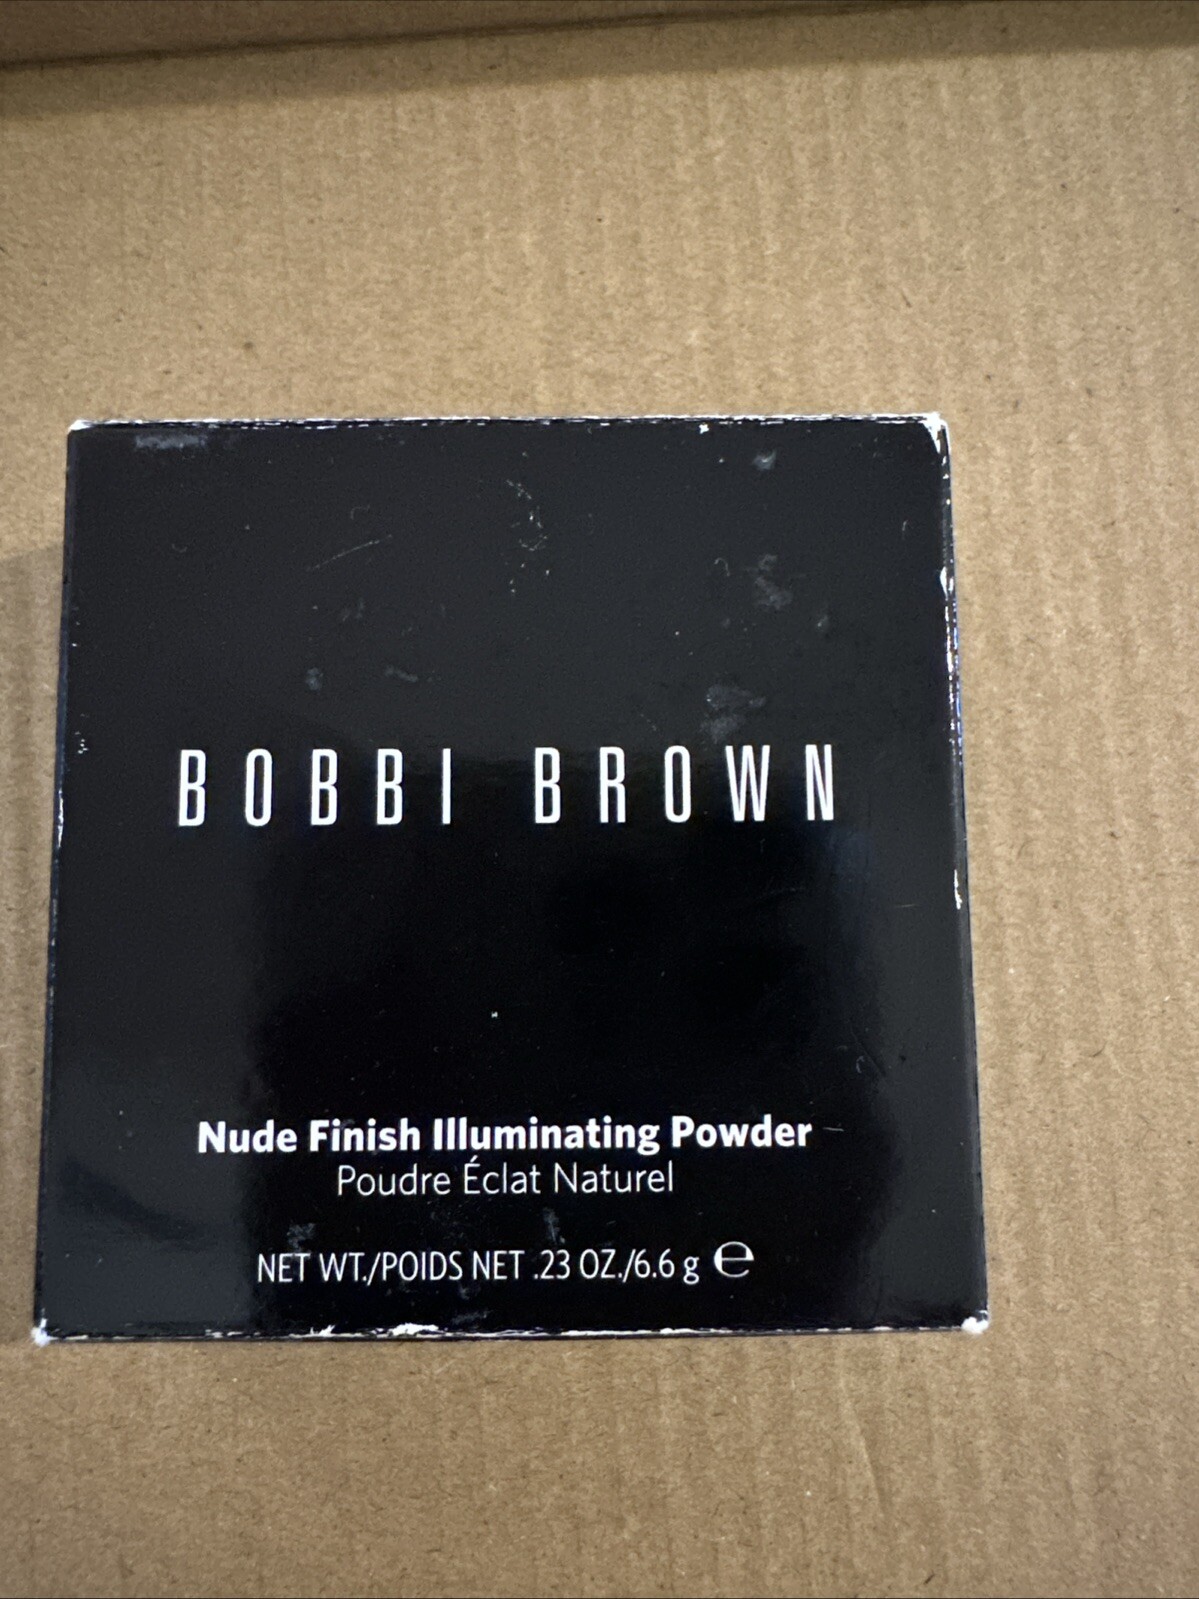 BOBBI BROWN
Nude Finish Illuminating Powder
Poudre Éclat Naturel
NET WT./POIDS NET .23 OZ./6.6 g ℮